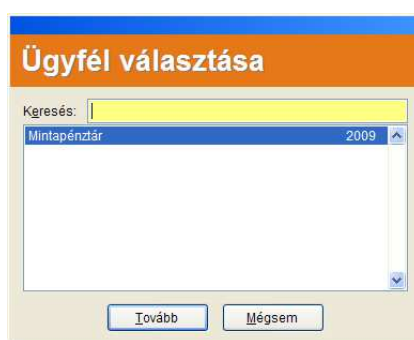 Ügyfél választása
Keresés:
Mintapénztár 2009
Tovább Mégsem